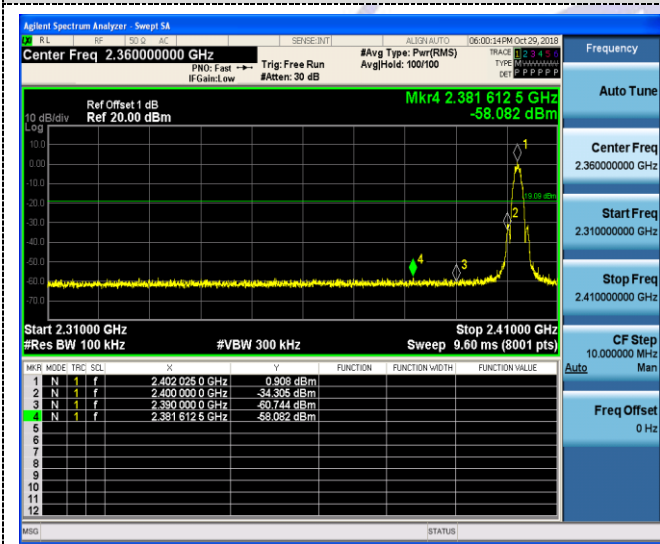 Agilent Spectrum Analyzer - Swept SA
RL RF 50 Ω AC SENSE:INT ALIGN AUTO 06:00:14 PM Oct 29, 2018
Center Freq 2.360000000 GHz
PNO: Fast
IFGain:Low
Trig: Free Run
#Atten: 30 dB
#Avg Type: Pwr(RMS)
Avg|Hold: 100/100
TRACE 1 2 3 4 5 6
TYPE
DET P P P P P P
Ref Offset 1 dB
10 dB/div Ref 20.00 dBm
Log
Mkr4 2.381 612 5 GHz
-58.082 dBm
10.0
0.00
-10.0
-20.0
-30.0
-40.0
-50.0
-60.0
-70.0
1
2
3
4
-19.09 dBm
Start 2.31000 GHz Stop 2.41000 GHz
#Res BW 100 kHz #VBW 300 kHz Sweep 9.60 ms (8001 pts)
MKR MODE TRC SCL X Y FUNCTION FUNCTION WIDTH FUNCTION VALUE
1 N 1 f 2.402 025 0 GHz 0.908 dBm
2 N 1 f 2.400 000 0 GHz -34.305 dBm
3 N 1 f 2.390 000 0 GHz -60.744 dBm
4 N 1 f 2.381 612 5 GHz -58.082 dBm
5
6
7
8
9
10
11
12
MSG STATUS
Frequency
Auto Tune
Center Freq
2.360000000 GHz
Start Freq
2.310000000 GHz
Stop Freq
2.410000000 GHz
CF Step
10.000000 MHz
Auto Man
Freq Offset
0 Hz